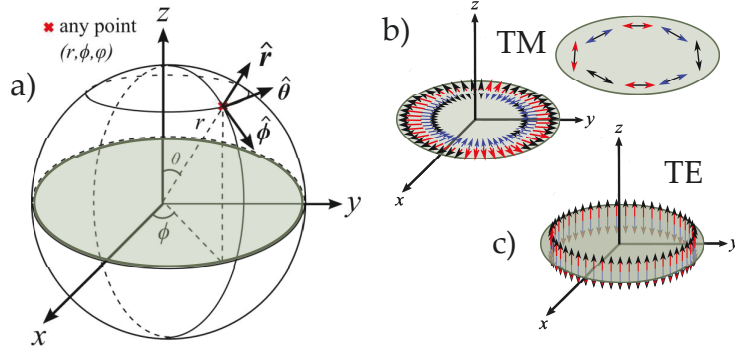 a)
× any point
(r,ϕ,φ)
z
r̂
θ̂
ϕ̂
r
θ
ϕ
y
x
b)
TM
z
y
x
TE
c)
z
y
x